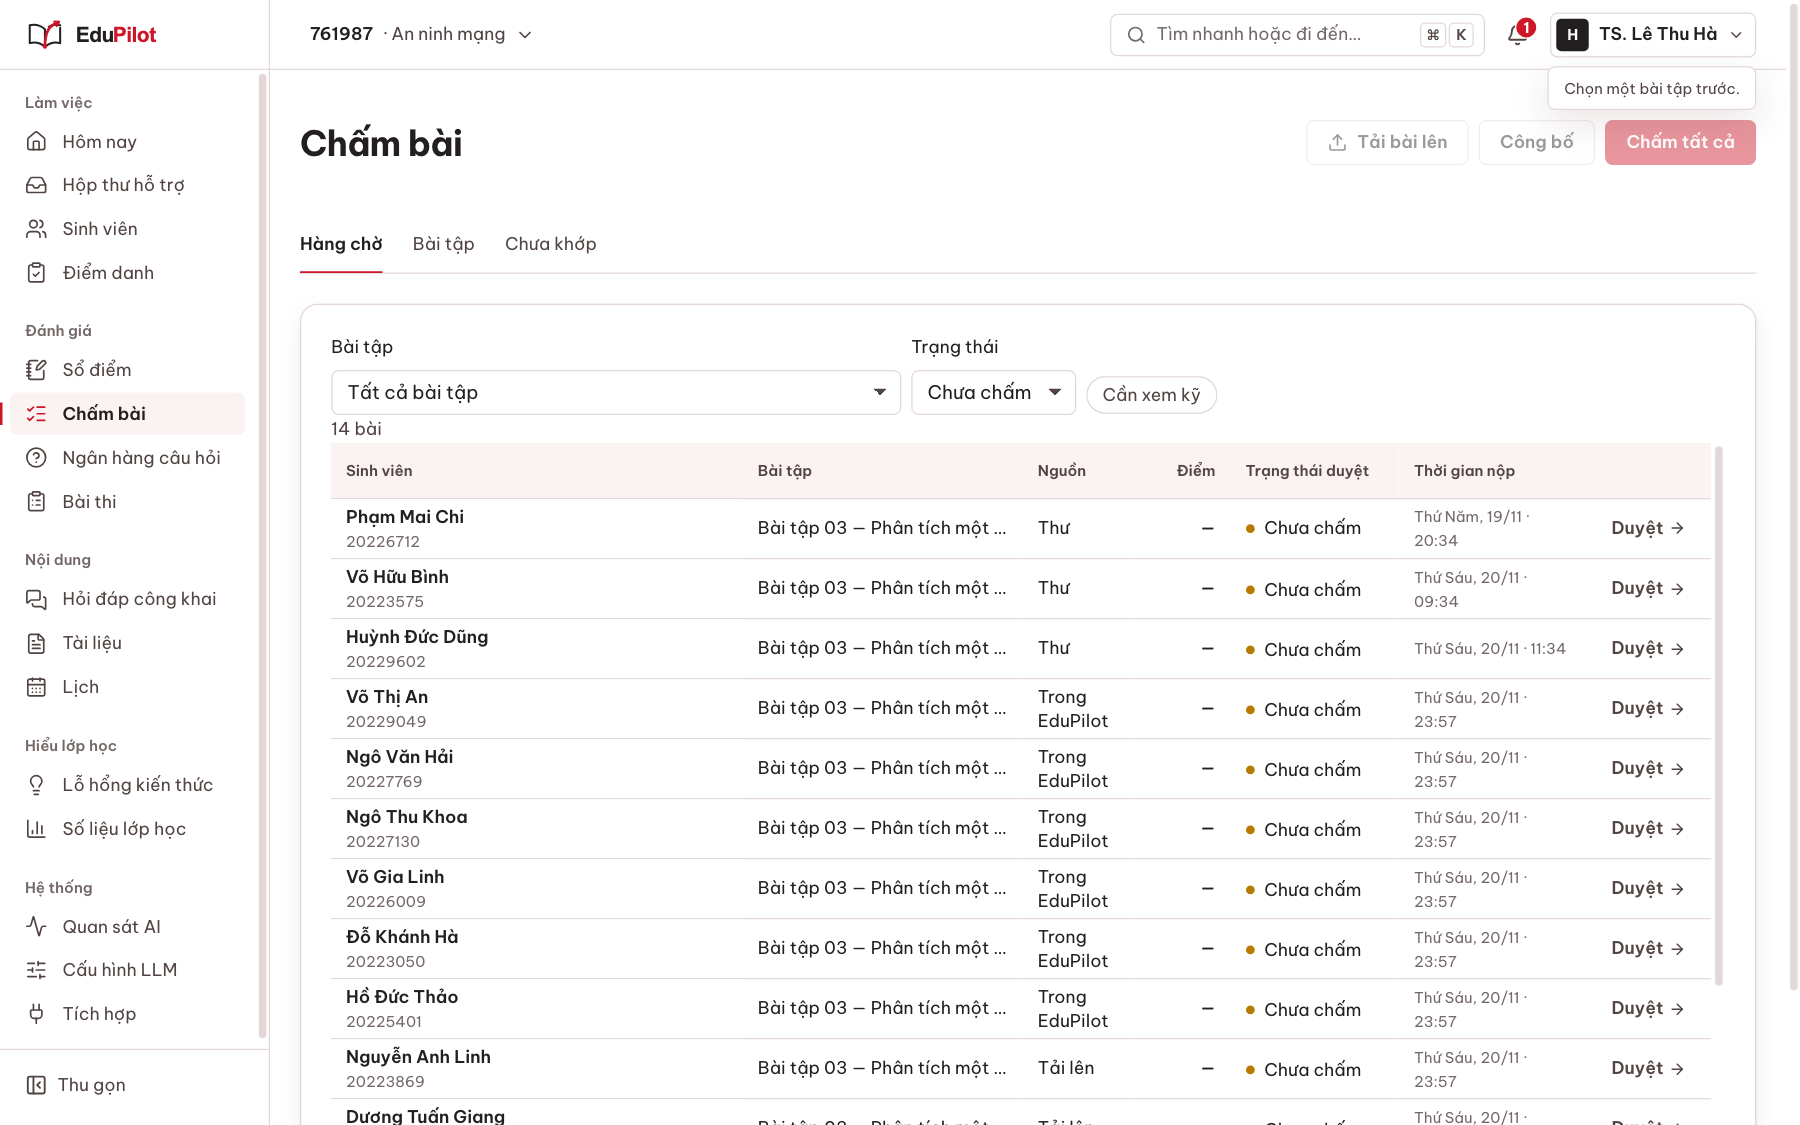 EduPilot
761987 · An ninh mạng
Tìm nhanh hoặc đi đến...
⌘ K
1
H
TS. Lê Thu Hà
Chọn một bài tập trước.
Làm việc
Hôm nay
Hộp thư hỗ trợ
Sinh viên
Điểm danh
Đánh giá
Sổ điểm
Chấm bài
Ngân hàng câu hỏi
Bài thi
Nội dung
Hỏi đáp công khai
Tài liệu
Lịch
Hiểu lớp học
Lỗ hổng kiến thức
Số liệu lớp học
Hệ thống
Quan sát AI
Cấu hình LLM
Tích hợp
Thu gọn
Chấm bài
Tải bài lên
Công bố
Chấm tất cả
Hàng chờ
Bài tập
Chưa khớp
Bài tập
Trạng thái
Tất cả bài tập
Chưa chấm
Cần xem kỹ
14 bài
Sinh viên Bài tập Nguồn Điểm Trạng thái duyệt Thời gian nộp
Phạm Mai Chi
20226712
Bài tập 03 — Phân tích một ... Thư — Chưa chấm
Thứ Năm, 19/11 ·
20:34
Duyệt →
Võ Hữu Bình
20223575
Bài tập 03 — Phân tích một ... Thư — Chưa chấm
Thứ Sáu, 20/11 ·
09:34
Duyệt →
Huỳnh Đức Dũng
20229602
Bài tập 03 — Phân tích một ... Thư — Chưa chấm
Thứ Sáu, 20/11 · 11:34
Duyệt →
Võ Thị An
20229049
Bài tập 03 — Phân tích một ...
Trong
EduPilot
— Chưa chấm
Thứ Sáu, 20/11 ·
23:57
Duyệt →
Ngô Văn Hải
20227769
Bài tập 03 — Phân tích một ...
Trong
EduPilot
— Chưa chấm
Thứ Sáu, 20/11 ·
23:57
Duyệt →
Ngô Thu Khoa
20227130
Bài tập 03 — Phân tích một ...
Trong
EduPilot
— Chưa chấm
Thứ Sáu, 20/11 ·
23:57
Duyệt →
Võ Gia Linh
20226009
Bài tập 03 — Phân tích một ...
Trong
EduPilot
— Chưa chấm
Thứ Sáu, 20/11 ·
23:57
Duyệt →
Đỗ Khánh Hà
20223050
Bài tập 03 — Phân tích một ...
Trong
EduPilot
— Chưa chấm
Thứ Sáu, 20/11 ·
23:57
Duyệt →
Hồ Đức Thảo
20225401
Bài tập 03 — Phân tích một ...
Trong
EduPilot
— Chưa chấm
Thứ Sáu, 20/11 ·
23:57
Duyệt →
Nguyễn Anh Linh
20223869
Bài tập 03 — Phân tích một ... Tải lên — Chưa chấm
Thứ Sáu, 20/11 ·
23:57
Duyệt →
Dương Tuấn Giang
Thứ Sáu, 20/11 ·